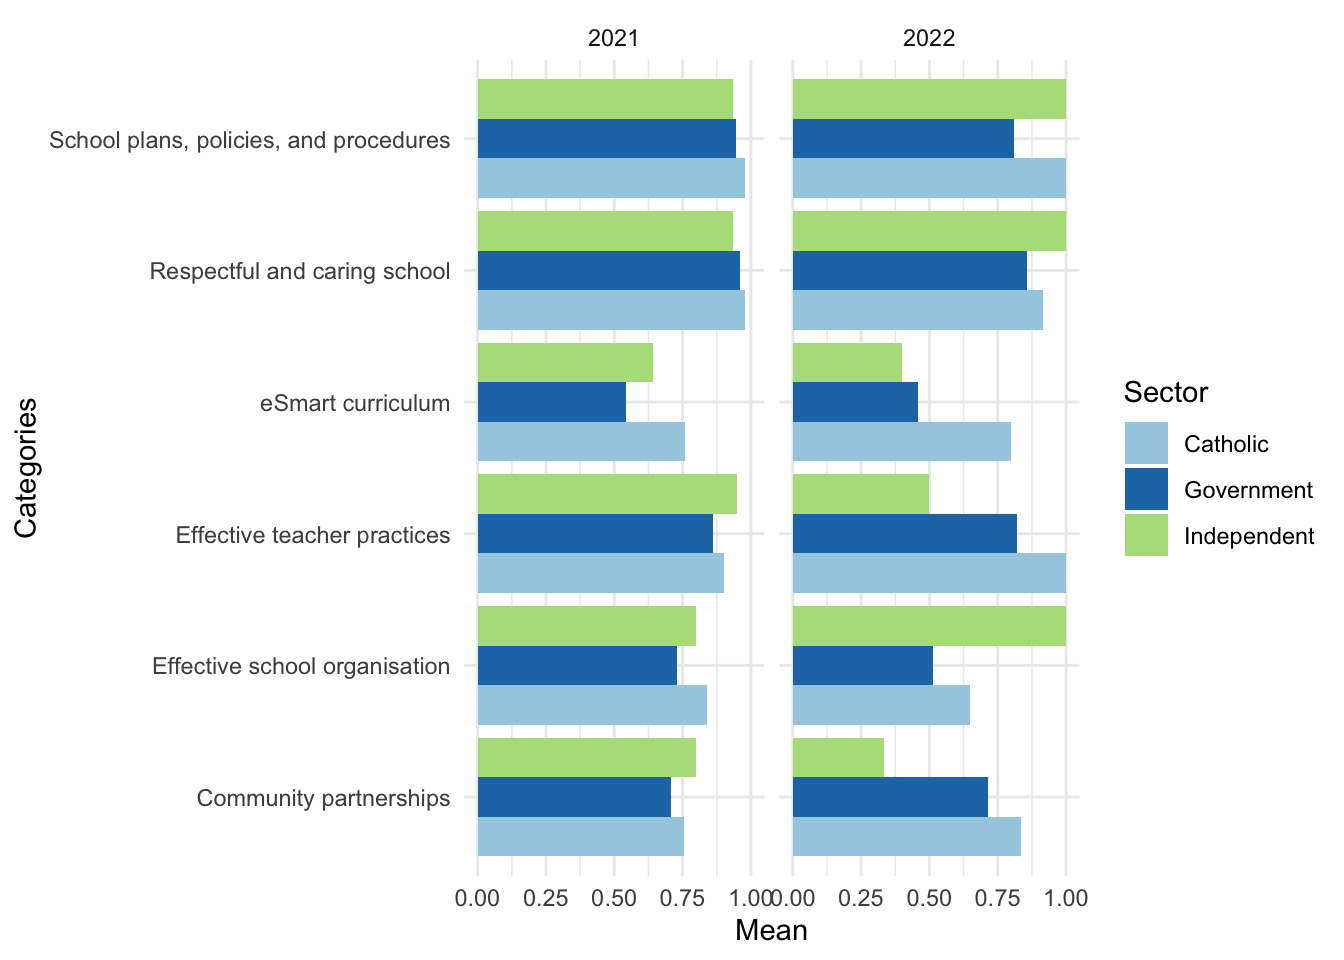 2021
2022
School plans, policies, and procedures
Respectful and caring school
eSmart curriculum
Effective teacher practices
Effective school organisation
Community partnerships
Categories
0.00 0.25 0.50 0.75 1.00
0.00 0.25 0.50 0.75 1.00
Mean
Sector
Catholic
Government
Independent